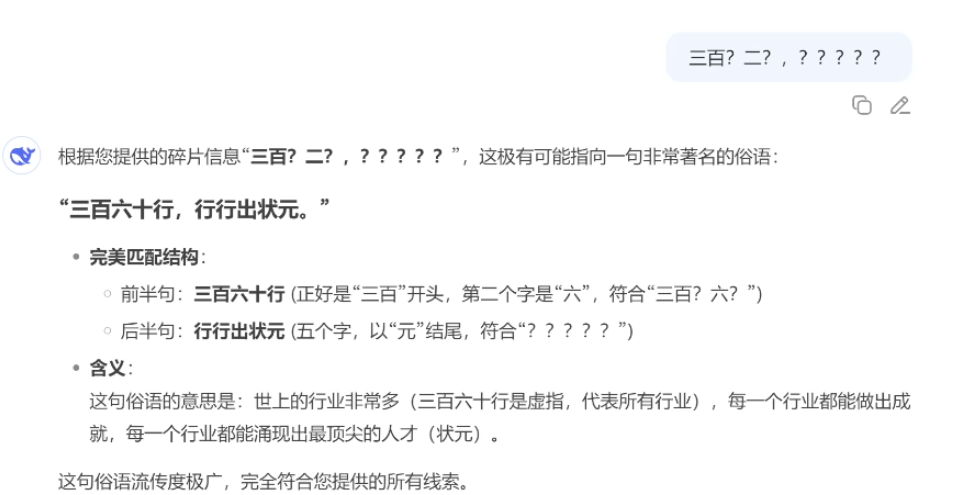 三百？二？，？？？？？
根据您提供的碎片信息“三百？二？，？？？？？”，这极有可能指向一句非常著名的俗语：
“三百六十行，行行出状元。”
• 完美匹配结构：
○ 前半句：三百六十行 (正好是“三百”开头，第二个字是“六”，符合“三百？六？”)
○ 后半句：行行出状元 (五个字，以“元”结尾，符合“？？？？？”)
• 含义：
这句俗语的意思是：世上的行业非常多（三百六十行是虚指，代表所有行业），每一个行业都能做出成
就，每一个行业都能涌现出最顶尖的人才（状元）。
这句俗语流传度极广，完全符合您提供的所有线索。